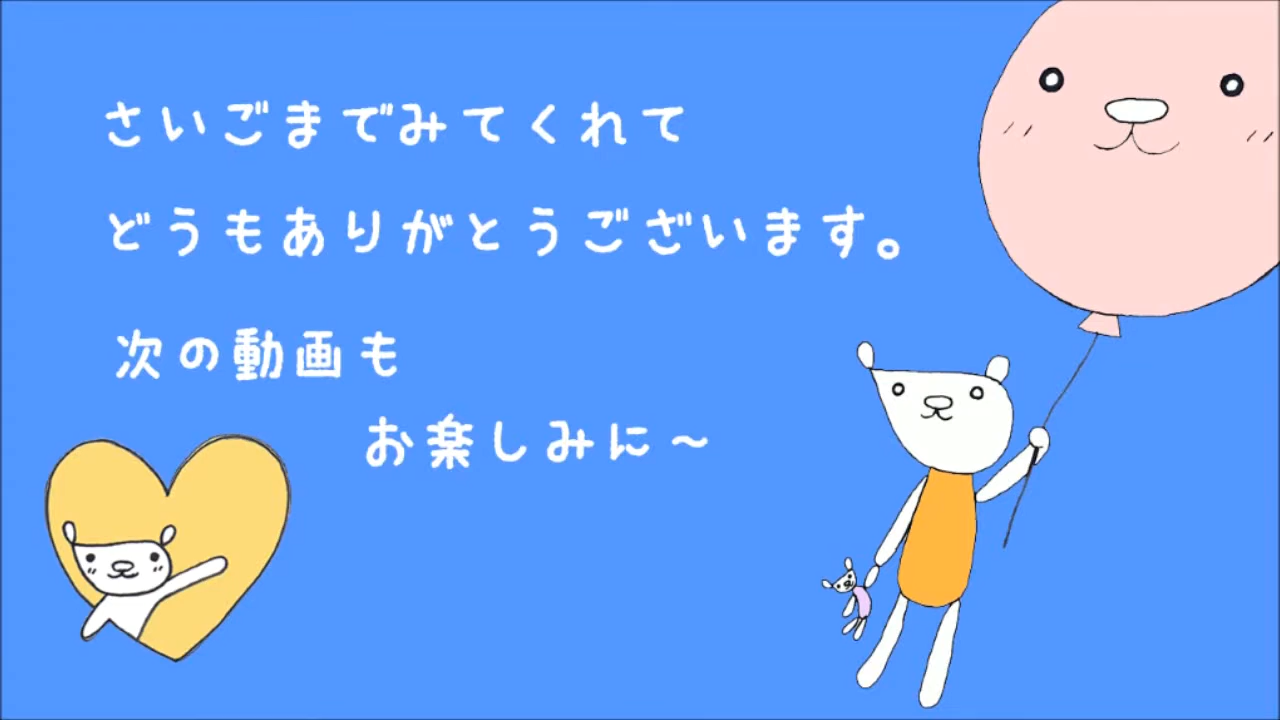 さいごまでみてくれて
どうもありがとうございます。
次の動画も
お楽しみに～